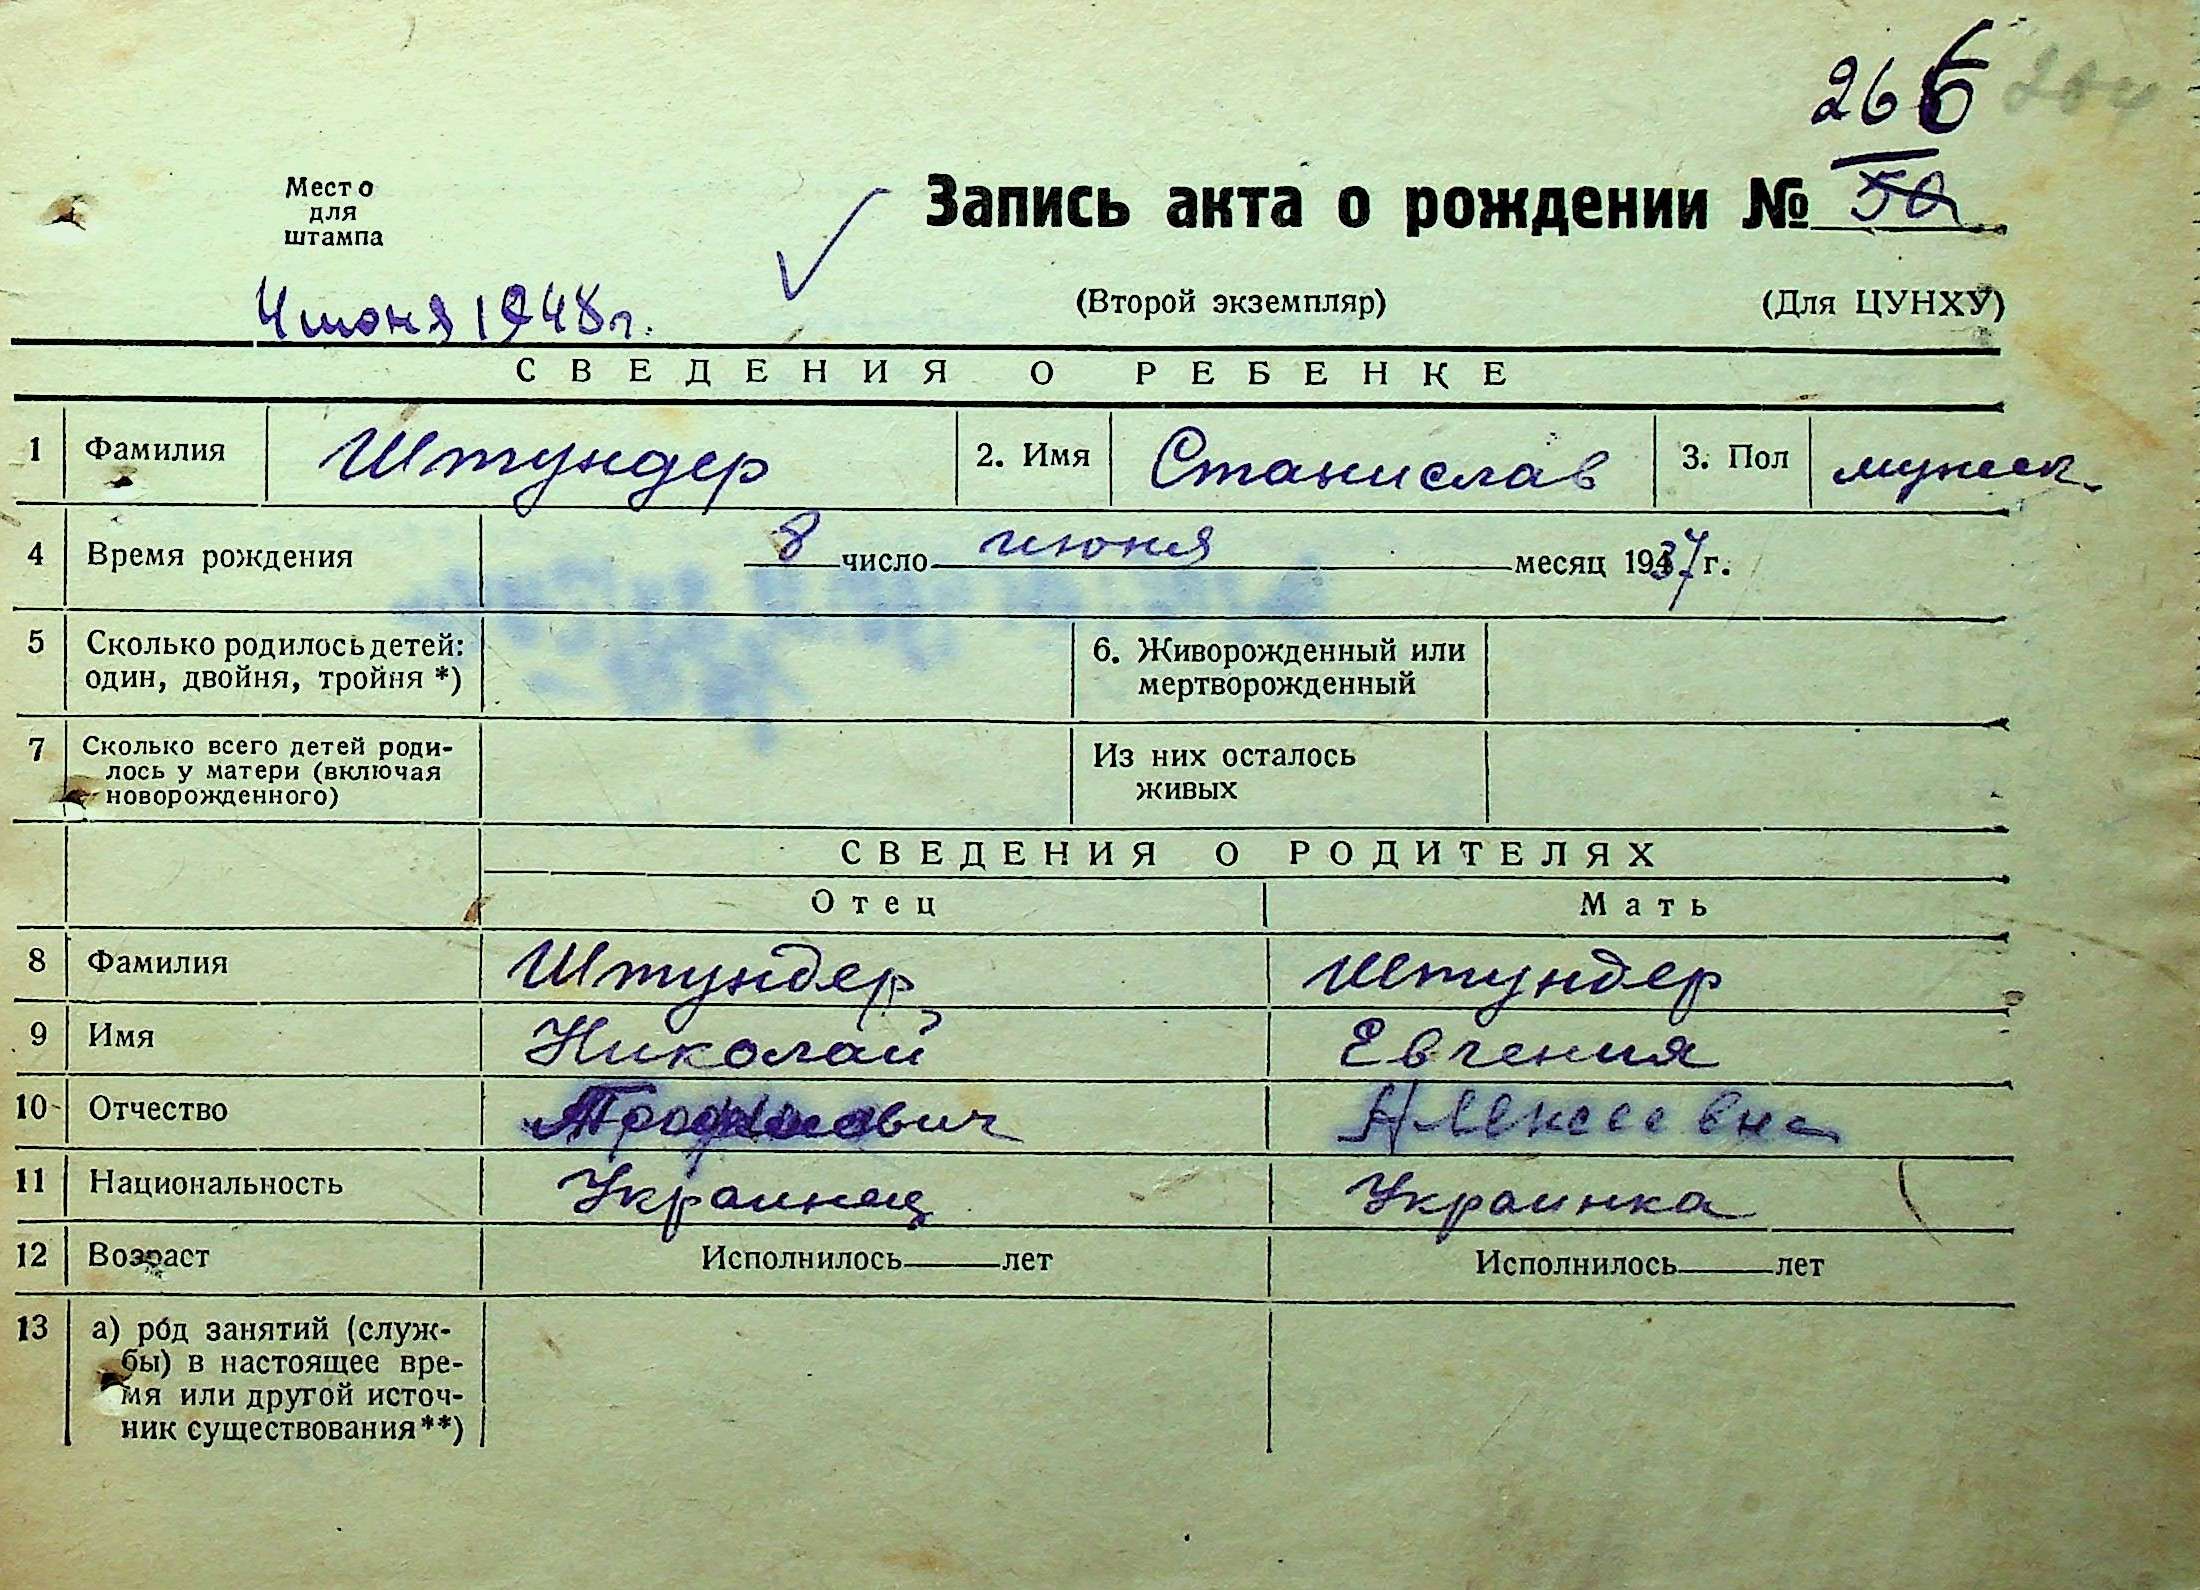 266
Место
для
штампа
Запись акта о рождении № 50
4 июня 1948 г.
(Второй экземпляр) (Для ЦУНХУ)
СВЕДЕНИЯ О РЕБЕНКЕ
1 Фамилия Штундер 2. Имя Станислав 3. Пол мужск.
4 Время рождения 8 число июня месяц 1937 г.
5 Сколько родилось детей: 6. Живорожденный или
один, двойня, тройня *) мертворожденный
7 Сколько всего детей роди- Из них осталось
лось у матери (включая живых
новорожденного)
СВЕДЕНИЯ О РОДИТЕЛЯХ
Отец Мать
8 Фамилия Штундер Штундер
9 Имя Николай Евгения
10 Отчество Трофимович Алексеевна
11 Национальность Украинец Украинка
12 Возраст Исполнилось лет Исполнилось лет
13 а) род занятий (служ-
бы) в настоящее вре-
мя или другой источ-
ник существования**)